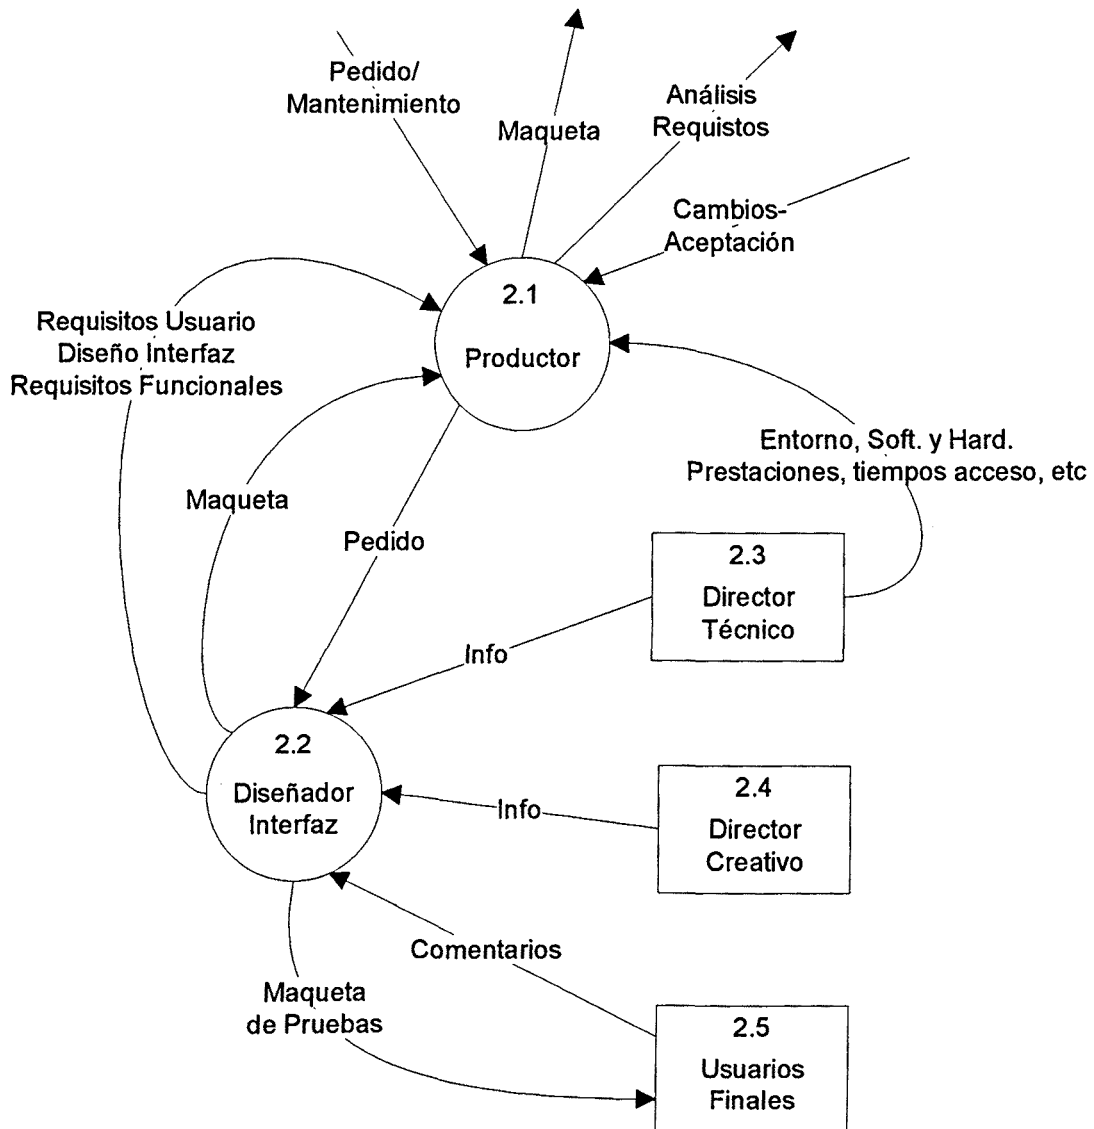 Pedido/
Mantenimiento
Maqueta
Análisis
Requistos
Cambios-
Aceptación
2.1
Productor
Requisitos Usuario
Diseño Interfaz
Requisitos Funcionales
Entorno, Soft. y Hard.
Prestaciones, tiempos acceso, etc
Maqueta
Pedido
2.3
Director
Técnico
Info
2.2
Diseñador
Interfaz
Info
2.4
Director
Creativo
Comentarios
Maqueta
de Pruebas
2.5
Usuarios
Finales